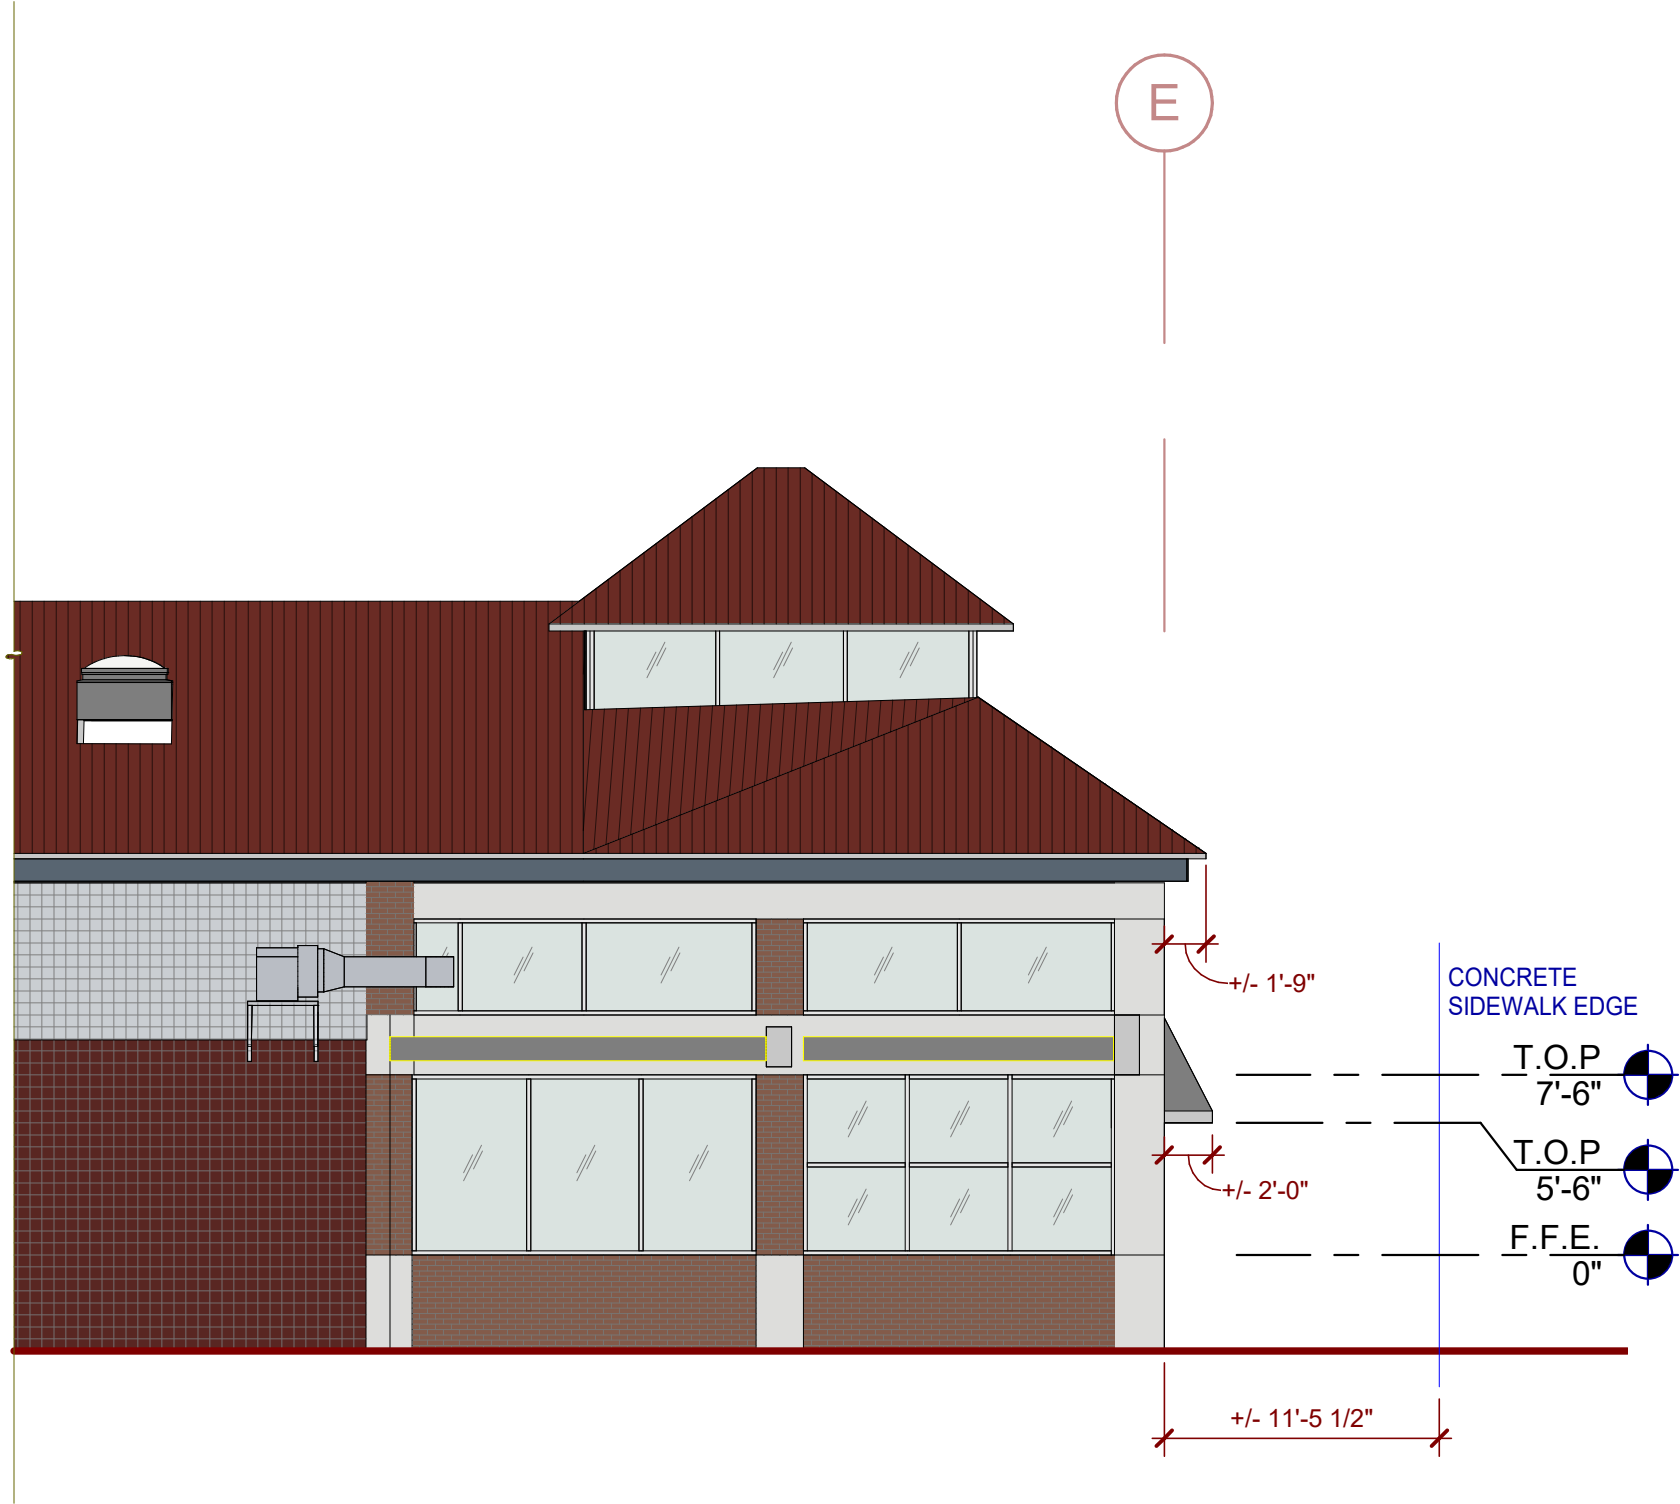 E
+/- 1'-9"
CONCRETE
SIDEWALK EDGE
T.O.P
7'-6"
T.O.P
5'-6"
+/- 2'-0"
F.F.E.
0"
+/- 11'-5 1/2"